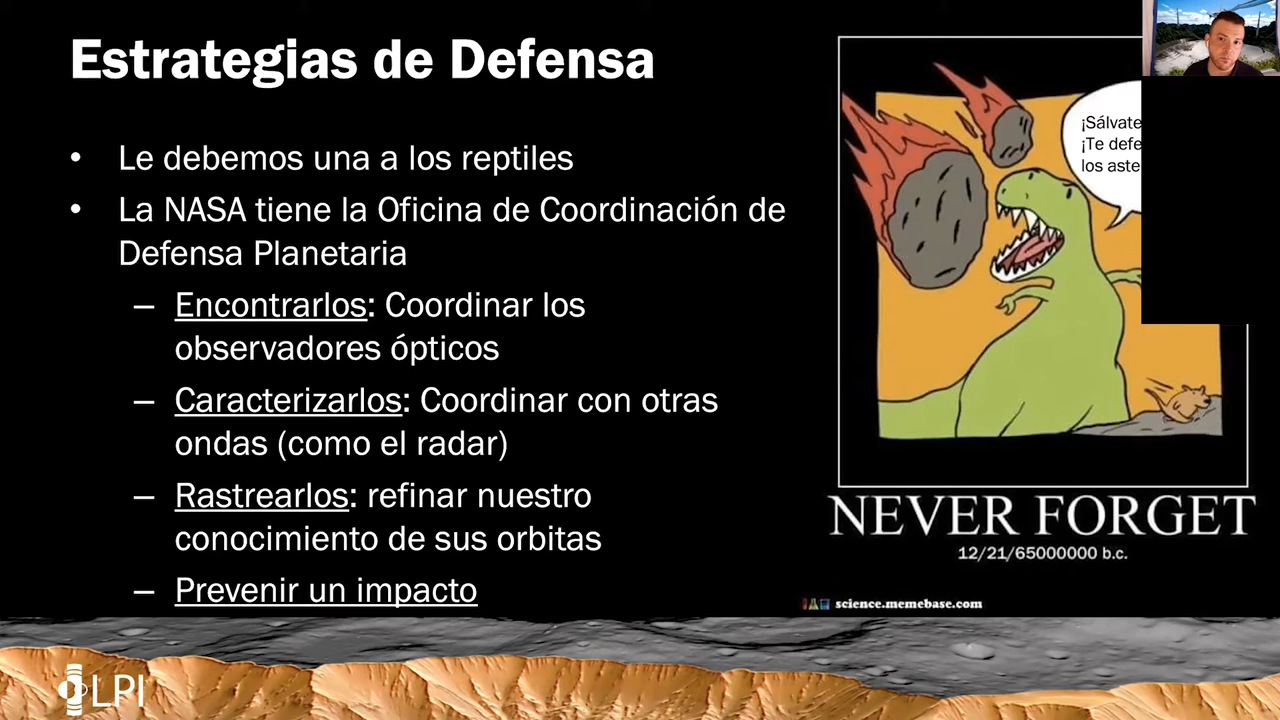 Estrategias de Defensa
• Le debemos una a los reptiles
• La NASA tiene la Oficina de Coordinación de
Defensa Planetaria
– Encontrarlos: Coordinar los
observadores ópticos
– Caracterizarlos: Coordinar con otras
ondas (como el radar)
– Rastrearlos: refinar nuestro
conocimiento de sus orbitas
– Prevenir un impacto
¡Sálvate
¡Te defe
los aste
NEVER FORGET
12/21/65000000 b.c.
science.memebase.com
LPI